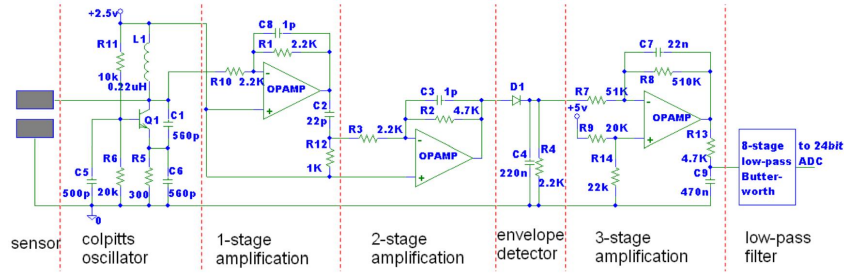 +2.5v
R11
10k
L1
0.22uH
Q1
C1
560p
C5
500p
R6
20k
R5
300
C6
560p
0
C8 1p
R1 2.2K
R10 2.2K
OPAMP
C2
22p
R12
1K
C3 1p
R2 4.7K
R3 2.2K
OPAMP
D1
C4
220n
R4
2.2K
C7 22n
R8
510K
R7
51K
+5v
R9 20K
R14
22k
OPAMP
R13
4.7K
C9
470n
8-stage
low-pass
Butter-
worth
to 24bit
ADC
sensor
colpitts
oscillator
1-stage
amplification
2-stage
amplification
envelope
detector
3-stage
amplification
low-pass
filter